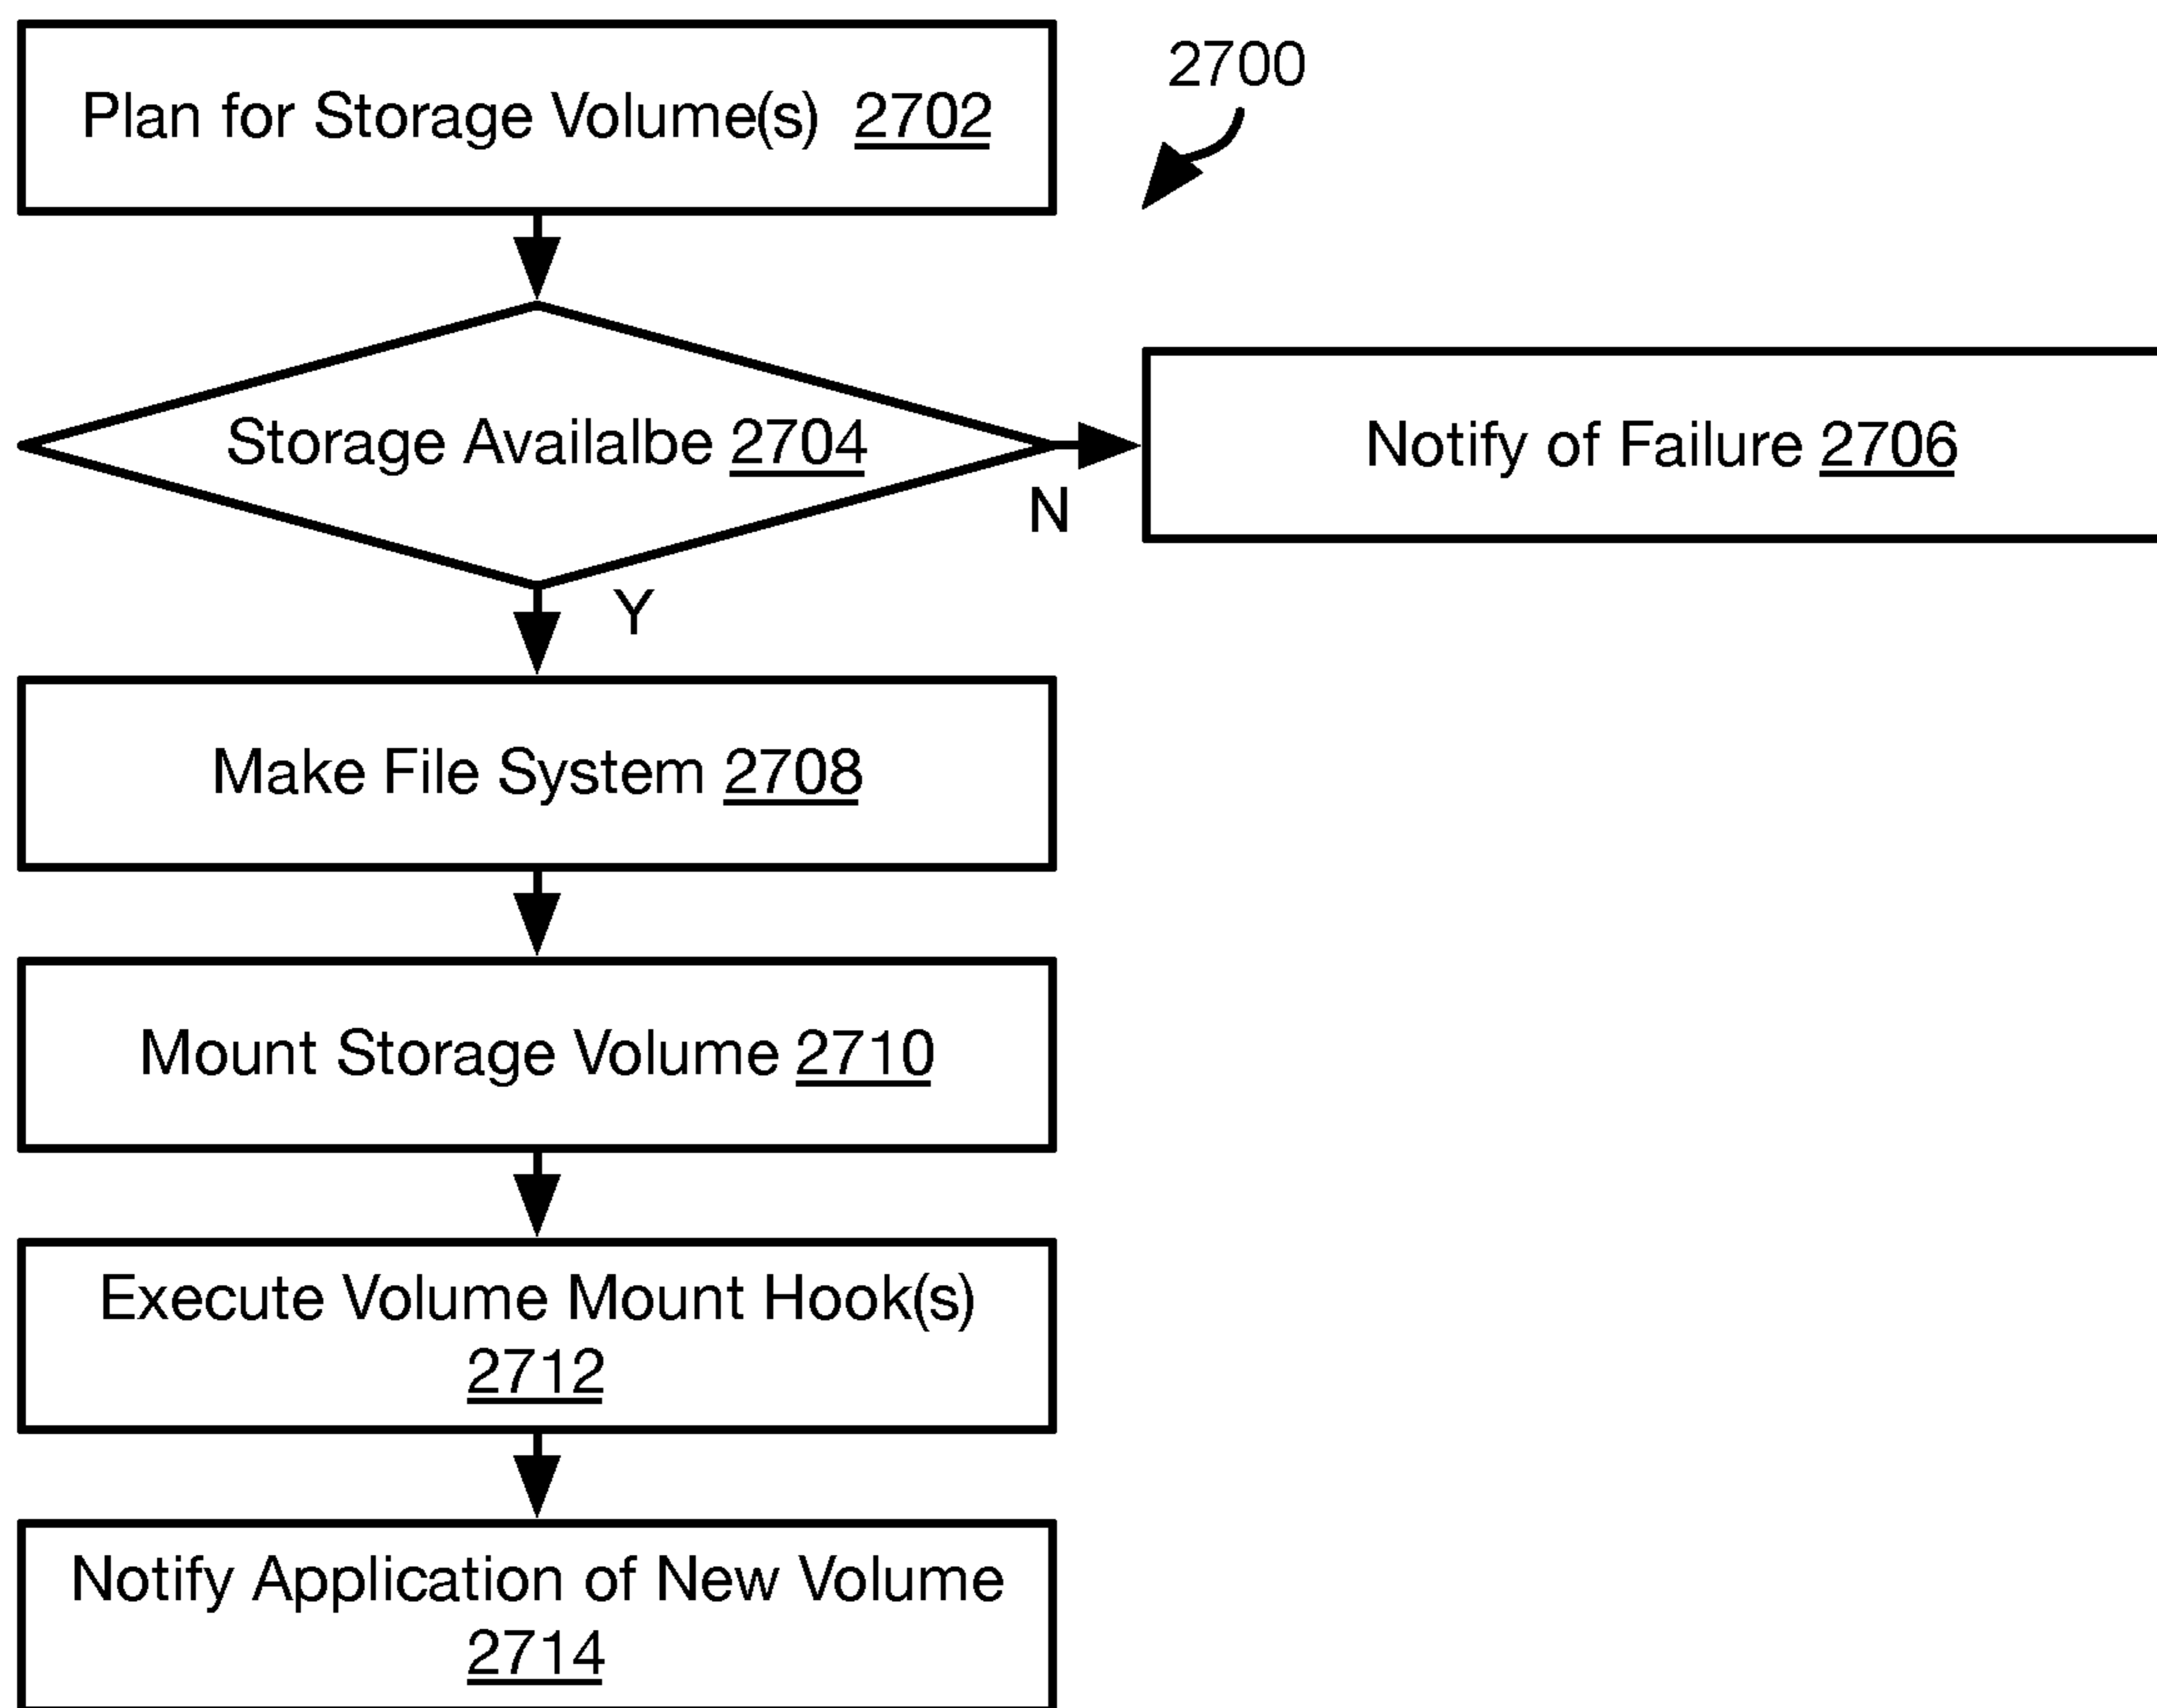 Plan for Storage Volume(s) 2702
2700
Storage Availalbe 2704
N
Notify of Failure 2706
Y
Make File System 2708
Mount Storage Volume 2710
Execute Volume Mount Hook(s)
2712
Notify Application of New Volume
2714